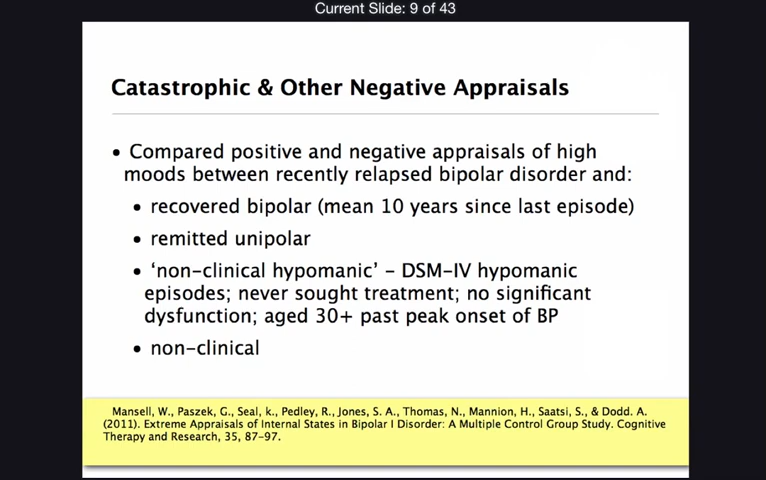 Current Slide: 9 of 43
Catastrophic & Other Negative Appraisals
• Compared positive and negative appraisals of high
moods between recently relapsed bipolar disorder and:
• recovered bipolar (mean 10 years since last episode)
• remitted unipolar
• ‘non-clinical hypomanic’ – DSM-IV hypomanic
episodes; never sought treatment; no significant
dysfunction; aged 30+ past peak onset of BP
• non-clinical
Mansell, W., Paszek, G., Seal, k., Pedley, R., Jones, S. A., Thomas, N., Mannion, H., Saatsi, S., & Dodd. A.
(2011). Extreme Appraisals of Internal States in Bipolar I Disorder: A Multiple Control Group Study. Cognitive
Therapy and Research, 35, 87–97.